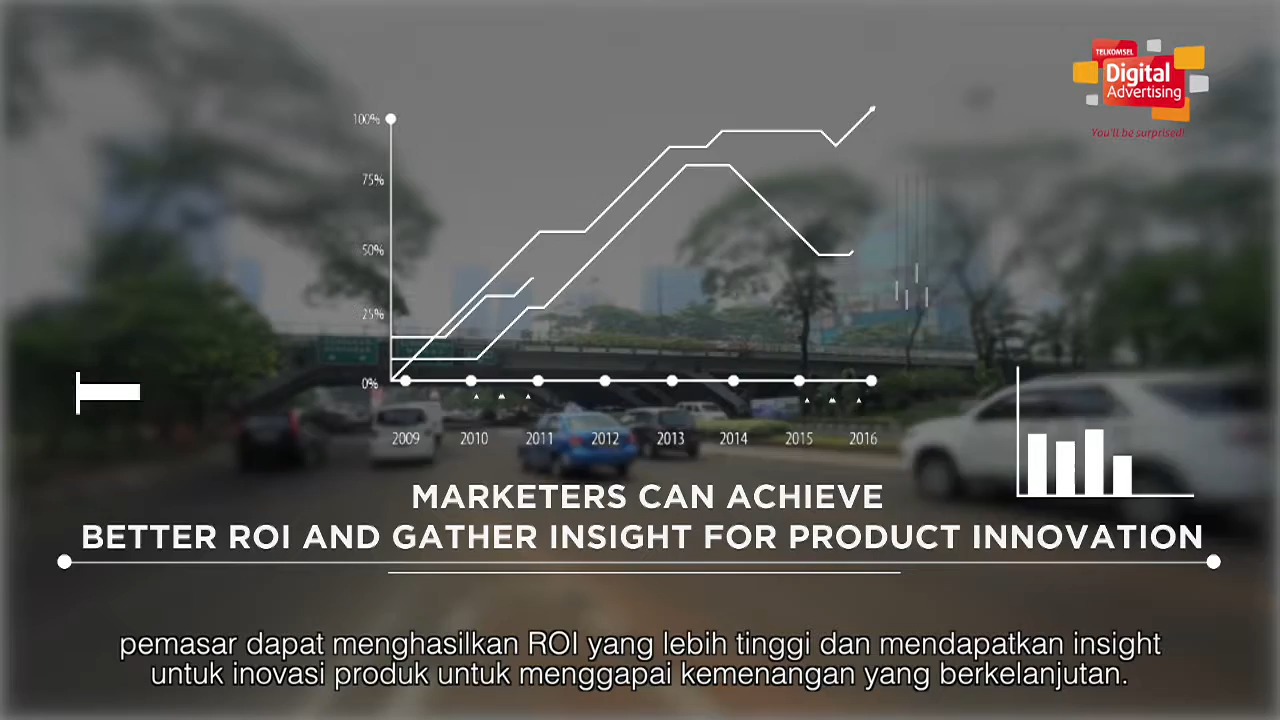 TELKOMSEL
Digital
Advertising
You'll be surprised!
100%
75%
50%
25%
0%
2009 2010 2011 2012 2013 2014 2015 2016
MARKETERS CAN ACHIEVE
BETTER ROI AND GATHER INSIGHT FOR PRODUCT INNOVATION
pemasar dapat menghasilkan ROI yang lebih tinggi dan mendapatkan insight
untuk inovasi produk untuk menggapai kemenangan yang berkelanjutan.